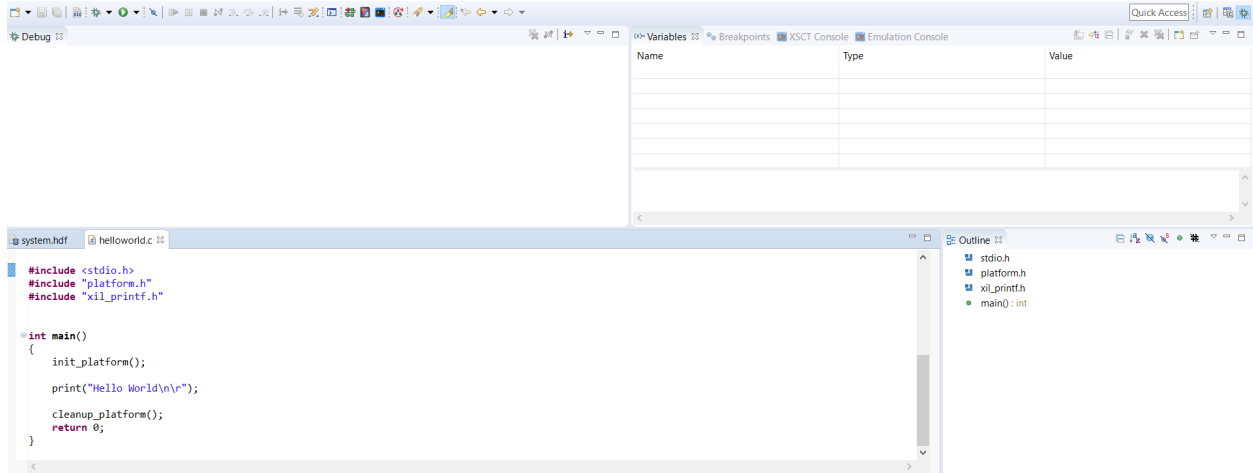 Quick Access
Debug
Variables Breakpoints XSCT Console Emulation Console
Name Type Value
system.hdf helloworld.c
#include <stdio.h>
#include "platform.h"
#include "xil_printf.h"
int main()
{
init_platform();
print("Hello World\n\r");
cleanup_platform();
return 0;
}
Outline
stdio.h
platform.h
xil_printf.h
main() : int